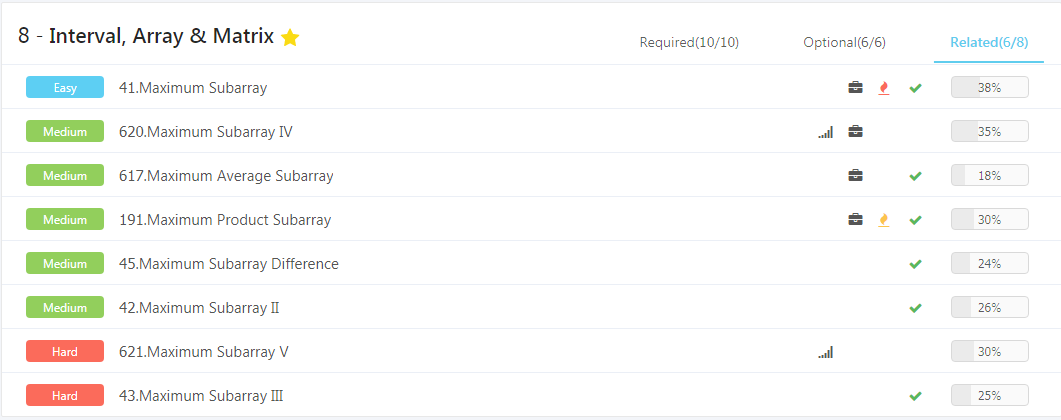 8 - Interval, Array & Matrix Required(10/10) Optional(6/6) Related(6/8)
Easy 41.Maximum Subarray 38%
Medium 620.Maximum Subarray IV 35%
Medium 617.Maximum Average Subarray 18%
Medium 191.Maximum Product Subarray 30%
Medium 45.Maximum Subarray Difference 24%
Medium 42.Maximum Subarray II 26%
Hard 621.Maximum Subarray V 30%
Hard 43.Maximum Subarray III 25%